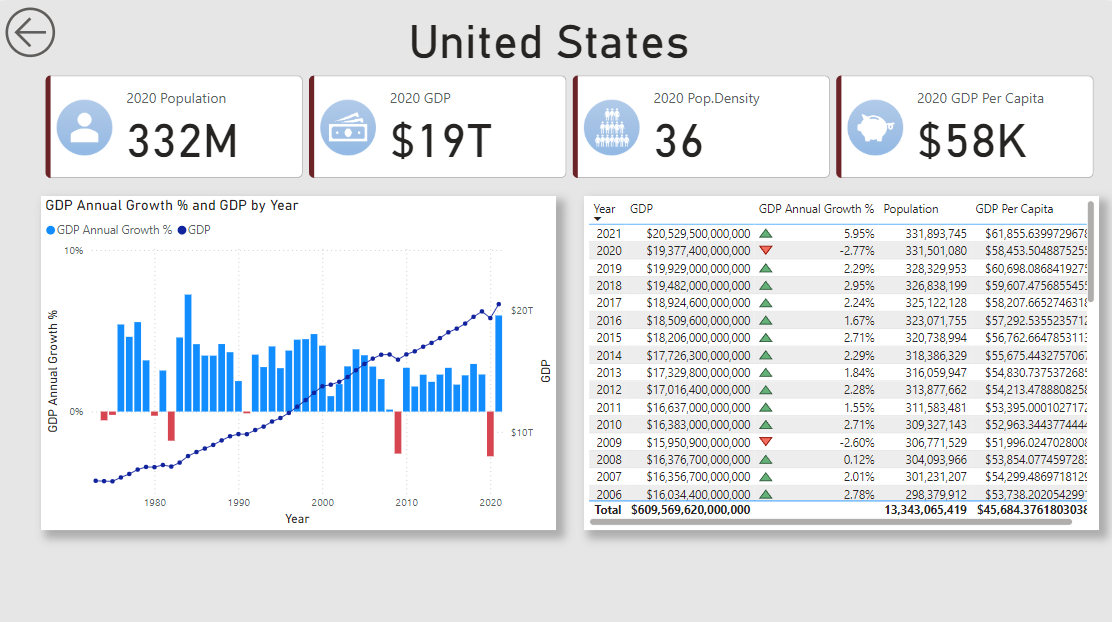 United States
2020 Population
332M
2020 GDP
$19T
2020 Pop.Density
36
2020 GDP Per Capita
$58K
GDP Annual Growth % and GDP by Year
GDP Annual Growth % GDP
10%
0%
GDP Annual Growth %
$20T
$10T
GDP
1980 1990 2000 2010 2020
Year
Year GDP GDP Annual Growth % Population GDP Per Capita
2021 $20,529,500,000,000 5.95% 331,893,745 $61,855.6399729678
2020 $19,377,400,000,000 -2.77% 331,501,080 $58,453.5048875255
2019 $19,929,000,000,000 2.29% 328,329,953 $60,698.0868419275
2018 $19,482,000,000,000 2.95% 326,838,199 $59,607.4756855455
2017 $18,924,600,000,000 2.24% 325,122,128 $58,207.6652746318
2016 $18,509,600,000,000 1.67% 323,071,755 $57,292.5355235712
2015 $18,206,000,000,000 2.71% 320,738,994 $56,762.6647853113
2014 $17,726,300,000,000 2.29% 318,386,329 $55,675.4432757067
2013 $17,329,800,000,000 1.84% 316,059,947 $54,830.7375372685
2012 $17,016,400,000,000 2.28% 313,877,662 $54,213.4788808258
2011 $16,637,000,000,000 1.55% 311,583,481 $53,395.0001027172
2010 $16,383,000,000,000 2.71% 309,327,143 $52,963.3443774444
2009 $15,950,900,000,000 -2.60% 306,771,529 $51,996.0247028008
2008 $16,376,700,000,000 0.12% 304,093,966 $53,854.0774597283
2007 $16,356,700,000,000 2.01% 301,231,207 $54,299.4869718129
2006 $16,034,400,000,000 2.78% 298,379,912 $53,738.2020542991
Total $609,569,620,000,000 13,343,065,419 $45,684.3761803038